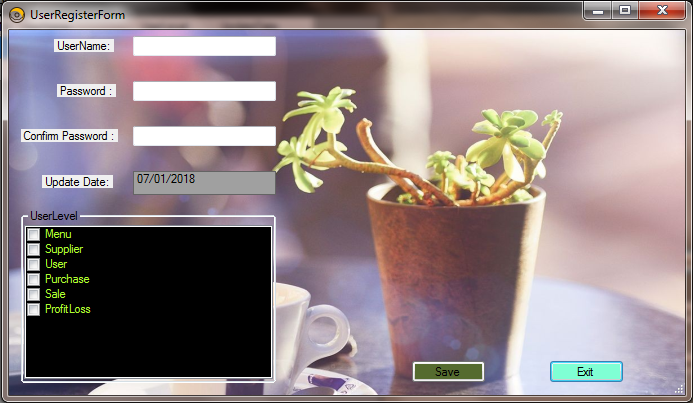 UserRegisterForm
UserName:
Password :
Confirm Password :
Update Date: 07/01/2018
UserLevel
Menu
Supplier
User
Purchase
Sale
ProfitLoss
Save Exit